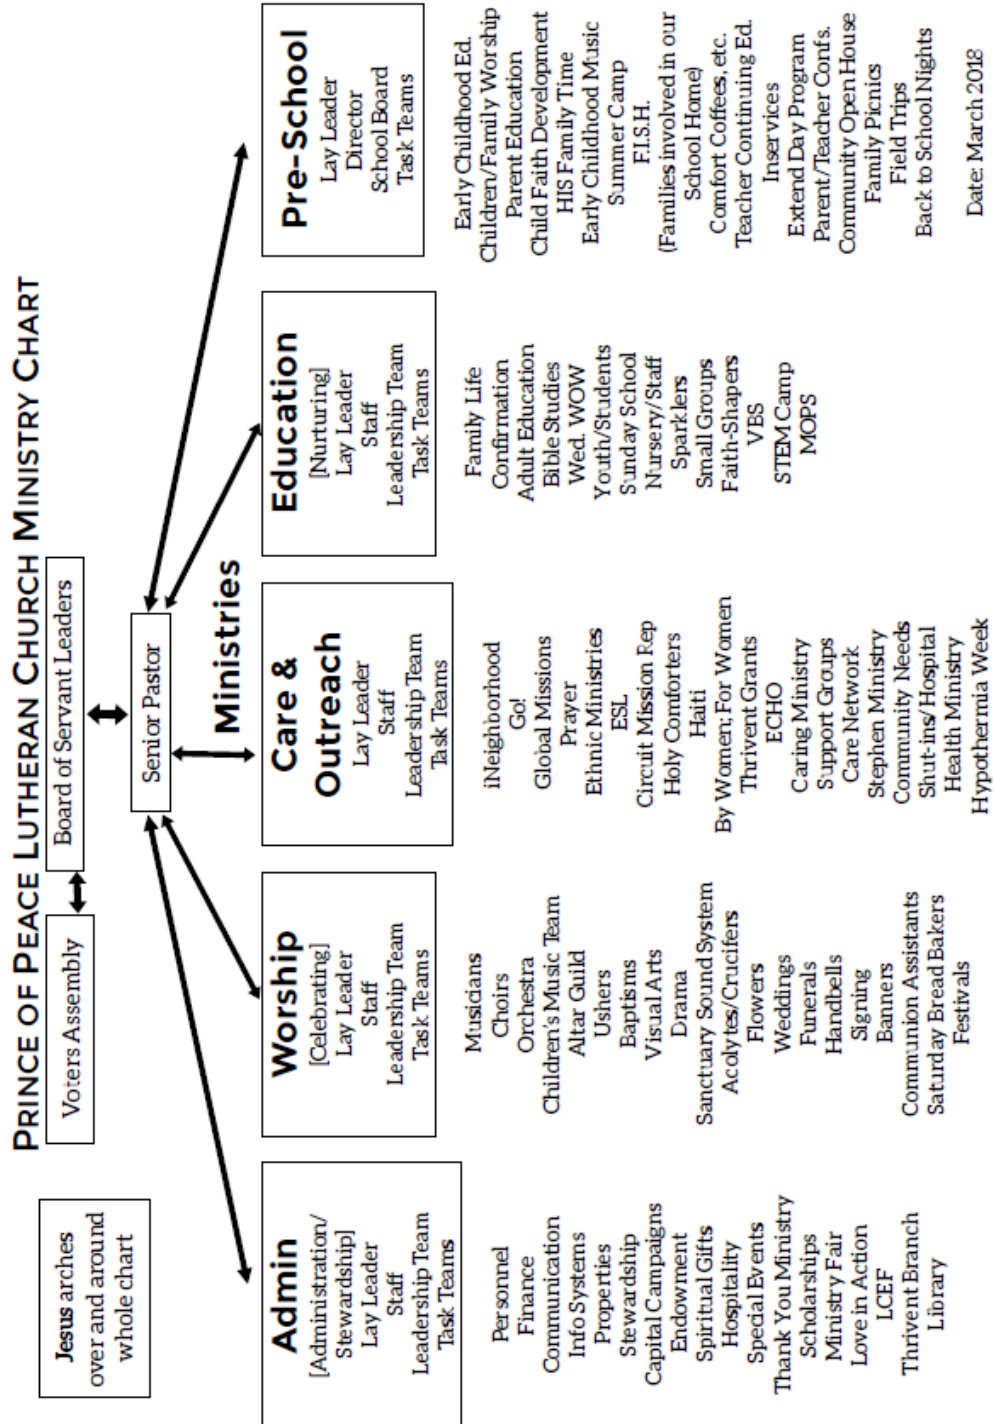 PRINCE OF PEACE LUTHERAN CHURCH MINISTRY CHART
Jesus arches
over and around
whole chart
Voters Assembly
Board of Servant Leaders
Senior Pastor
Ministries
Admin
[Administration/
Stewardship]
Lay Leader
Staff
Leadership Team
Task Teams
Personnel
Finance
Communication
Info Systems
Properties
Stewardship
Capital Campaigns
Endowment
Spiritual Gifts
Hospitality
Special Events
Thank You Ministry
Scholarships
Ministry Fair
Love in Action
LCEF
Thrivent Branch
Library
Worship
[Celebrating]
Lay Leader
Staff
Leadership Team
Task Teams
Musicians
Choirs
Orchestra
Children's Music Team
Altar Guild
Ushers
Baptisms
Visual Arts
Drama
Sanctuary Sound System
Acolytes/Crucifers
Flowers
Weddings
Funerals
Handbells
Signing
Banners
Communion Assistants
Saturday Bread Bakers
Festivals
Care &
Outreach
Lay Leader
Staff
Leadership Team
Task Teams
iNeighborhood
Go!
Global Missions
Prayer
Ethnic Ministries
ESL
Circuit Mission Rep
Holy Comforters
Haiti
By Women; For Women
Thrivent Grants
ECHO
Caring Ministry
Support Groups
Care Network
Stephen Ministry
Community Needs
Shut-ins/Hospital
Health Ministry
Hypothermia Week
Education
[Nurturing]
Lay Leader
Staff
Leadership Team
Task Teams
Family Life
Confirmation
Adult Education
Bible Studies
Wed. WOW
Youth/Students
Sunday School
Nursery/Staff
Sparklers
Small Groups
Faith-Shapers
VBS
STEM Camp
MOPS
Pre-School
Lay Leader
Director
School Board
Task Teams
Early Childhood Ed.
Children/Family Worship
Parent Education
Child Faith Development
HIS Family Time
Early Childhood Music
Summer Camp
F.I.S.H.
(Families involved in our
School Home)
Comfort Coffees, etc.
Teacher Continuing Ed.
Inservices
Extend Day Program
Parent/Teacher Confs.
Community Open House
Family Picnics
Field Trips
Back to School Nights
Date: March 2018